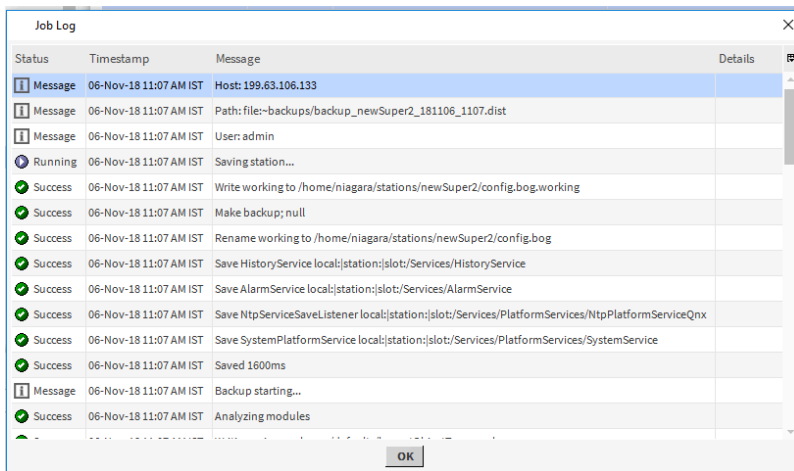 Job Log
Status Timestamp Message Details
Message 06-Nov-18 11:07 AM IST Host: 199.63.106.133
Message 06-Nov-18 11:07 AM IST Path: file:~backups/backup_newSuper2_181106_1107.dist
Message 06-Nov-18 11:07 AM IST User: admin
Running 06-Nov-18 11:07 AM IST Saving station...
Success 06-Nov-18 11:07 AM IST Write working to /home/niagara/stations/newSuper2/config.bog.working
Success 06-Nov-18 11:07 AM IST Make backup; null
Success 06-Nov-18 11:07 AM IST Rename working to /home/niagara/stations/newSuper2/config.bog
Success 06-Nov-18 11:07 AM IST Save HistoryService local:|station:|slot:/Services/HistoryService
Success 06-Nov-18 11:07 AM IST Save AlarmService local:|station:|slot:/Services/AlarmService
Success 06-Nov-18 11:07 AM IST Save NtpServiceSaveListener local:|station:|slot:/Services/PlatformServices/NtpPlatformServiceQnx
Success 06-Nov-18 11:07 AM IST Save SystemPlatformService local:|station:|slot:/Services/PlatformServices/SystemService
Success 06-Nov-18 11:07 AM IST Saved 1600ms
Message 06-Nov-18 11:07 AM IST Backup starting...
Success 06-Nov-18 11:07 AM IST Analyzing modules
OK